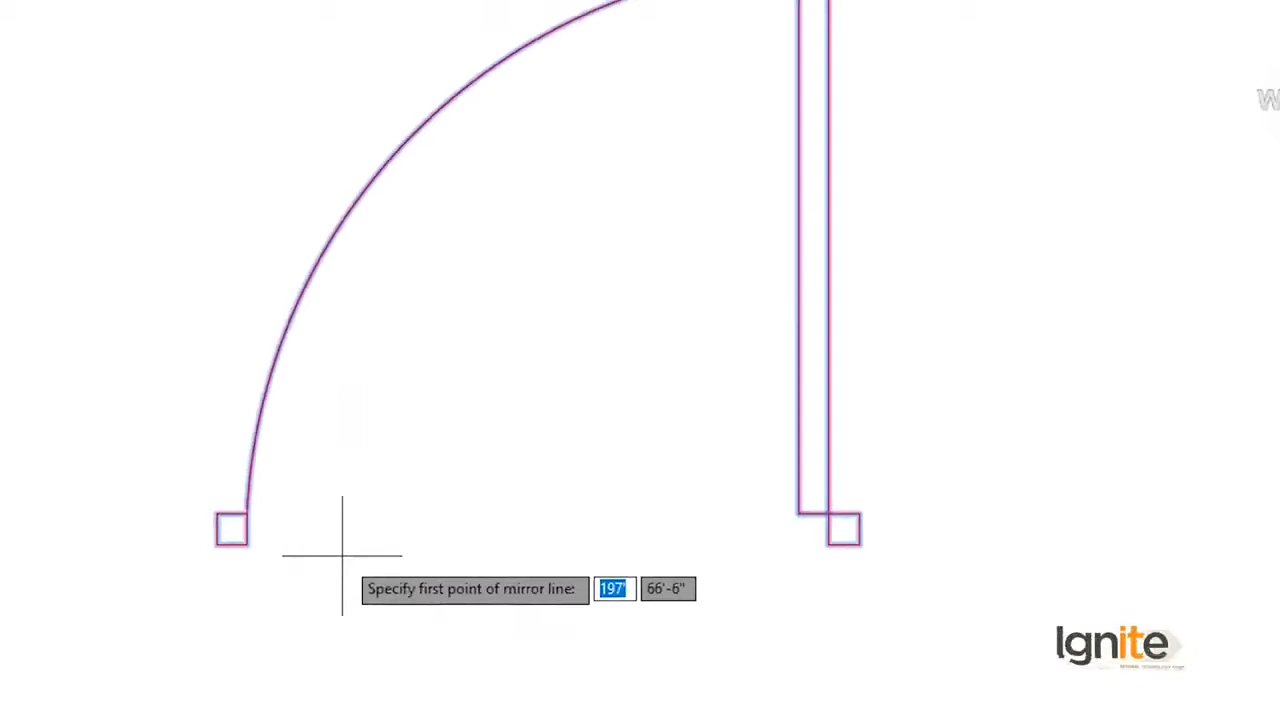 W
Specify first point of mirror line: 197' 66'-6"
Ignite